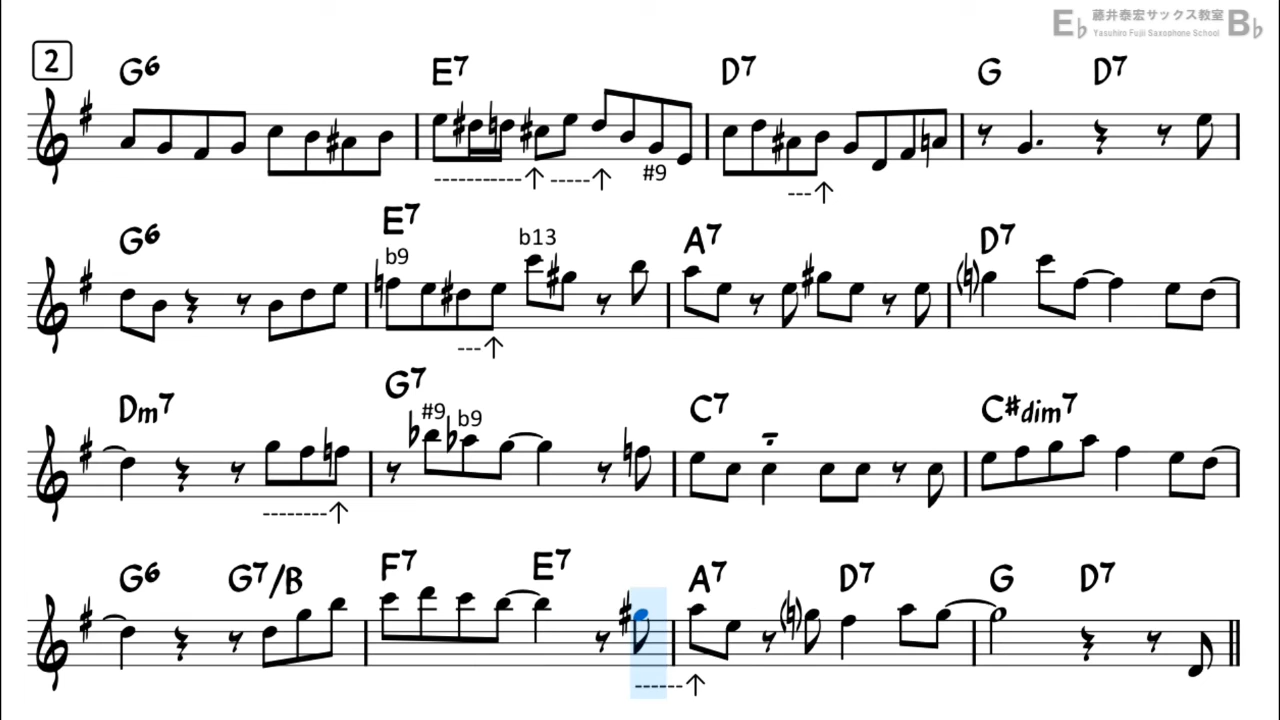 E♭ 藤井泰宏サックス教室 B♭
Yasuhiro Fujii Saxophone School
2
G6 E7 D7 G D7
#9
G6 E7 A7 D7
b9 b13
Dm7 G7 C7 C#dim7
#9 b9
G6 G7/B F7 E7 A7 D7 G D7